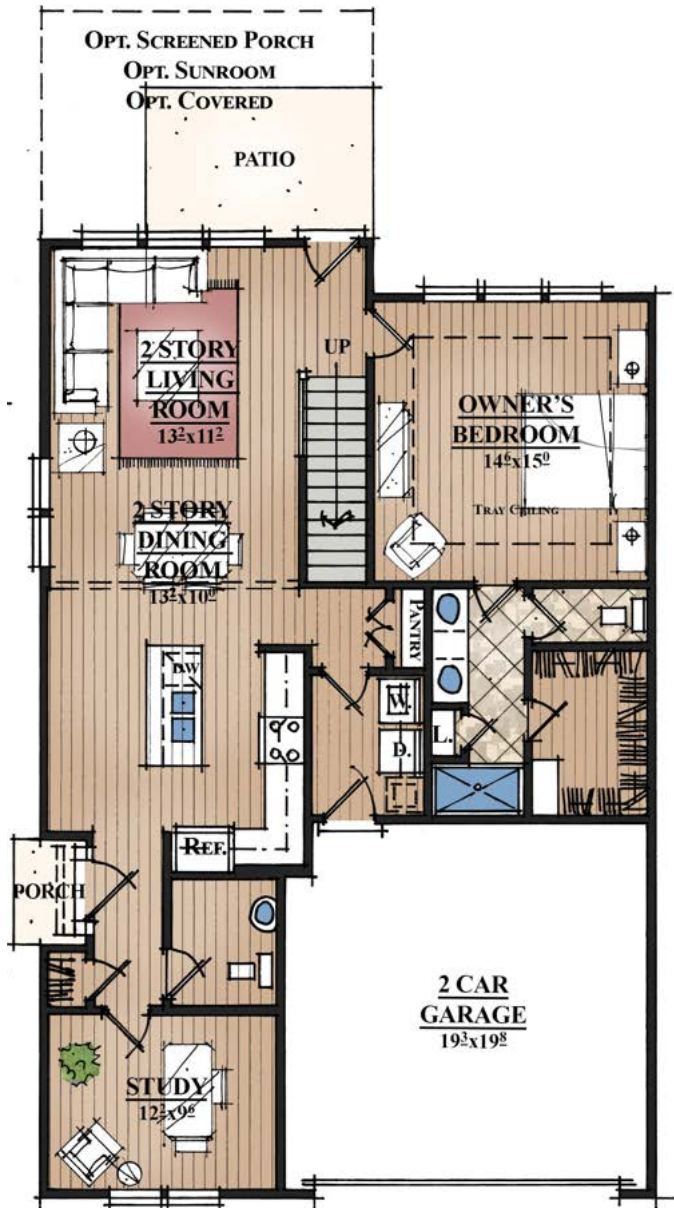 OPT. SCREENED PORCH
OPT. SUNROOM
OPT. COVERED
PATIO
2 STORY
LIVING
ROOM
13²x11²
UP
OWNER'S
BEDROOM
14⁶x15⁰
TRAY CEILING
2 STORY
DINING
ROOM
13²x10⁰
PANTRY
D.W
W.
L.
D.
REF.
PORCH
2 CAR
GARAGE
19³x19⁸
STUDY
12²x9⁶